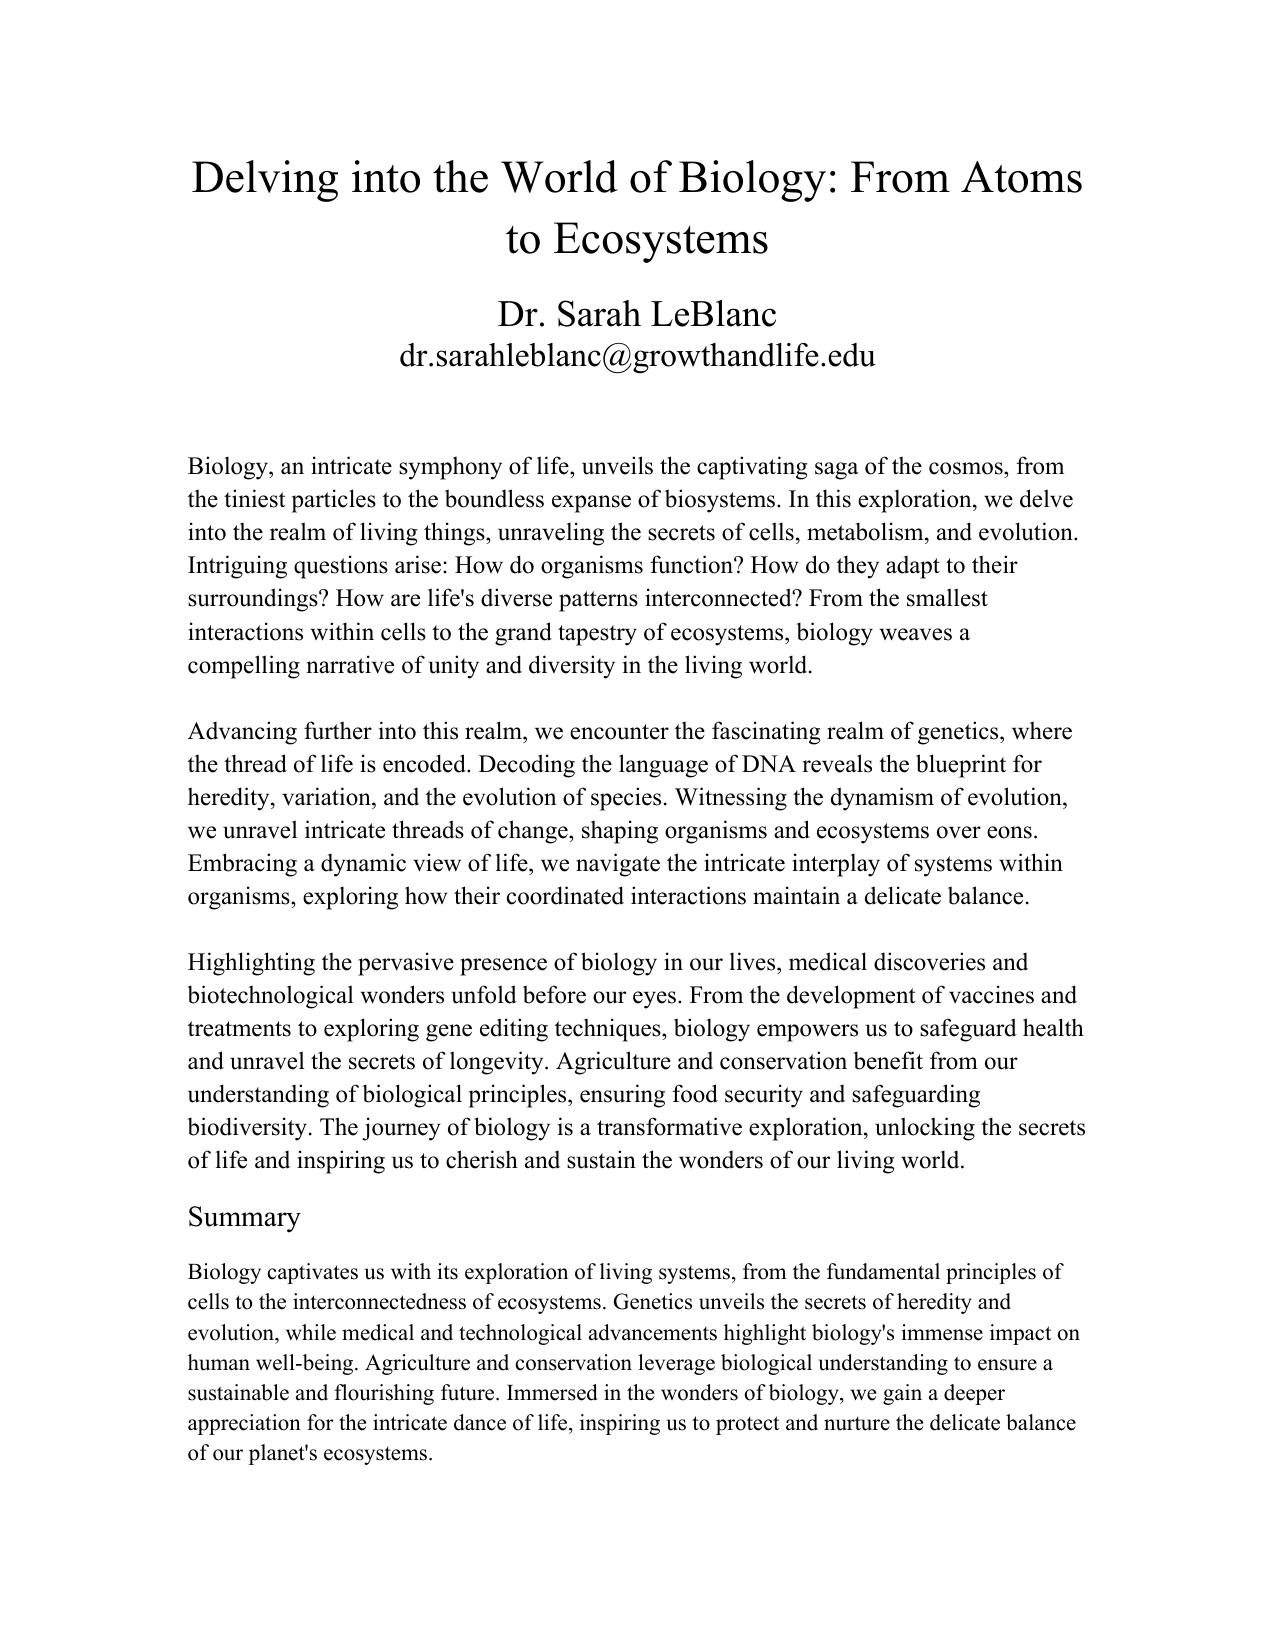 Delving into the World of Biology: From Atoms
to Ecosystems
Dr. Sarah LeBlanc
dr.sarahleblanc@growthandlife.edu
Biology, an intricate symphony of life, unveils the captivating saga of the cosmos, from
the tiniest particles to the boundless expanse of biosystems. In this exploration, we delve
into the realm of living things, unraveling the secrets of cells, metabolism, and evolution.
Intriguing questions arise: How do organisms function? How do they adapt to their
surroundings? How are life's diverse patterns interconnected? From the smallest
interactions within cells to the grand tapestry of ecosystems, biology weaves a
compelling narrative of unity and diversity in the living world.
Advancing further into this realm, we encounter the fascinating realm of genetics, where
the thread of life is encoded. Decoding the language of DNA reveals the blueprint for
heredity, variation, and the evolution of species. Witnessing the dynamism of evolution,
we unravel intricate threads of change, shaping organisms and ecosystems over eons.
Embracing a dynamic view of life, we navigate the intricate interplay of systems within
organisms, exploring how their coordinated interactions maintain a delicate balance.
Highlighting the pervasive presence of biology in our lives, medical discoveries and
biotechnological wonders unfold before our eyes. From the development of vaccines and
treatments to exploring gene editing techniques, biology empowers us to safeguard health
and unravel the secrets of longevity. Agriculture and conservation benefit from our
understanding of biological principles, ensuring food security and safeguarding
biodiversity. The journey of biology is a transformative exploration, unlocking the secrets
of life and inspiring us to cherish and sustain the wonders of our living world.
Summary
Biology captivates us with its exploration of living systems, from the fundamental principles of
cells to the interconnectedness of ecosystems. Genetics unveils the secrets of heredity and
evolution, while medical and technological advancements highlight biology's immense impact on
human well-being. Agriculture and conservation leverage biological understanding to ensure a
sustainable and flourishing future. Immersed in the wonders of biology, we gain a deeper
appreciation for the intricate dance of life, inspiring us to protect and nurture the delicate balance
of our planet's ecosystems.